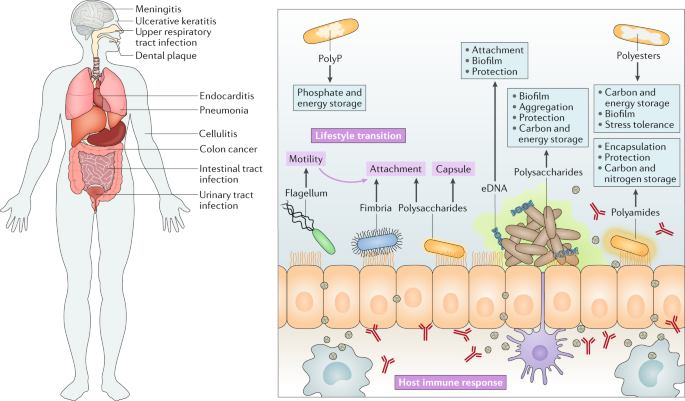 Meningitis
Ulcerative keratitis
Upper respiratory
tract infection
Dental plaque
Endocarditis
Pneumonia
Cellulitis
Colon cancer
Intestinal tract
infection
Urinary tract
infection
PolyP
Phosphate and
energy storage
• Attachment
• Biofilm
• Protection
Polyesters
• Carbon and
energy storage
• Biofilm
• Stress tolerance
• Biofilm
• Aggregation
• Protection
• Carbon and
energy storage
Lifestyle transition
• Encapsulation
• Protection
• Carbon and
nitrogen storage
Motility
Attachment
Capsule
Flagellum
Fimbria
Polysaccharides
eDNA
Polysaccharides
Polyamides
Host immune response